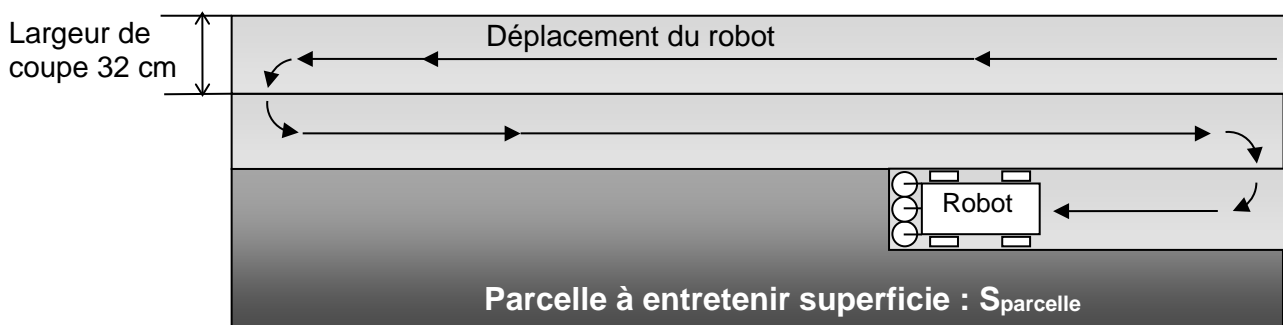 Largeur de
coupe 32 cm
Déplacement du robot
Robot
Parcelle à entretenir superficie : Sparcelle